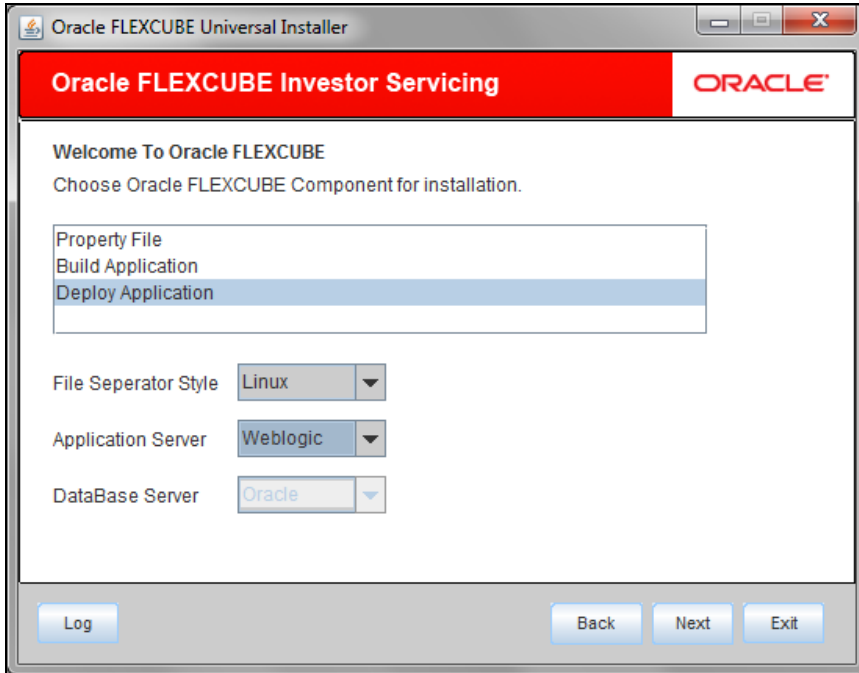 Oracle FLEXCUBE Universal Installer
Oracle FLEXCUBE Investor Servicing
ORACLE
Welcome To Oracle FLEXCUBE
Choose Oracle FLEXCUBE Component for installation.
Property File
Build Application
Deploy Application
File Seperator Style Linux
Application Server Weblogic
DataBase Server Oracle
Log Back Next Exit